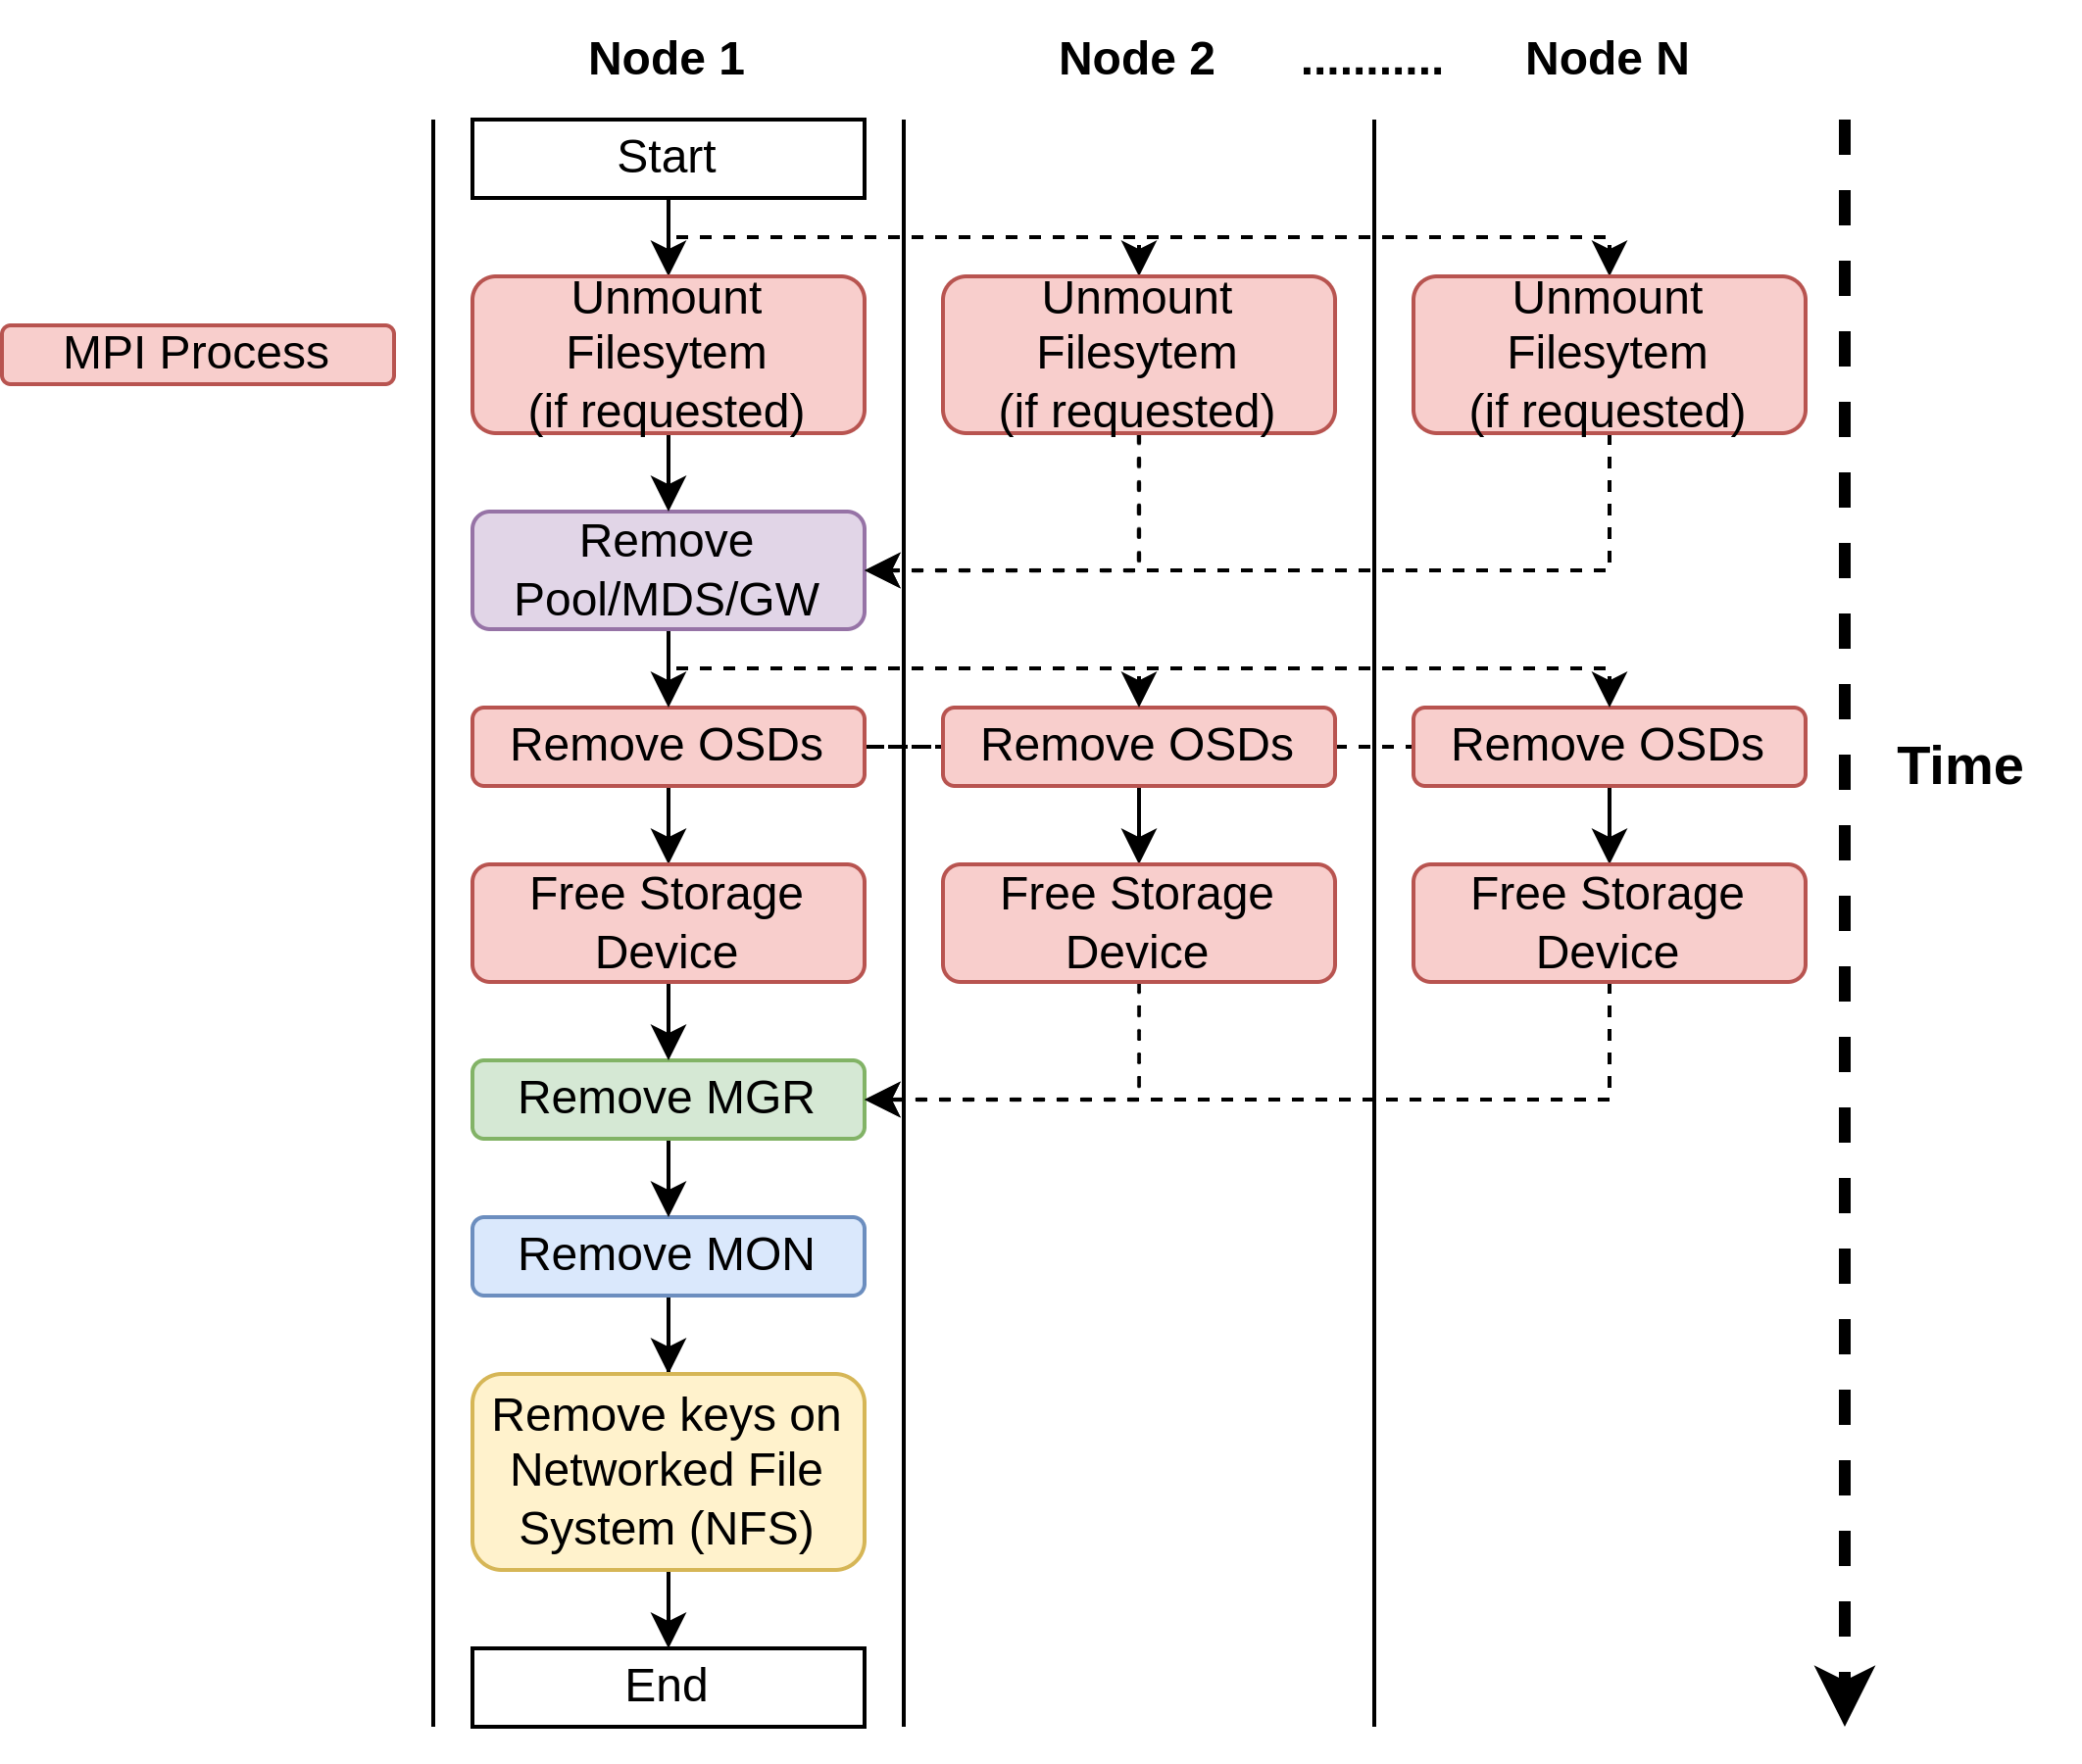 Node 1
Node 2
............
Node N
Start
Unmount
Filesytem
(if requested)
Unmount
Filesytem
(if requested)
Unmount
Filesytem
(if requested)
MPI Process
Remove
Pool/MDS/GW
Remove OSDs
Remove OSDs
Remove OSDs
Time
Free Storage
Device
Free Storage
Device
Free Storage
Device
Remove MGR
Remove MON
Remove keys on
Networked File
System (NFS)
End